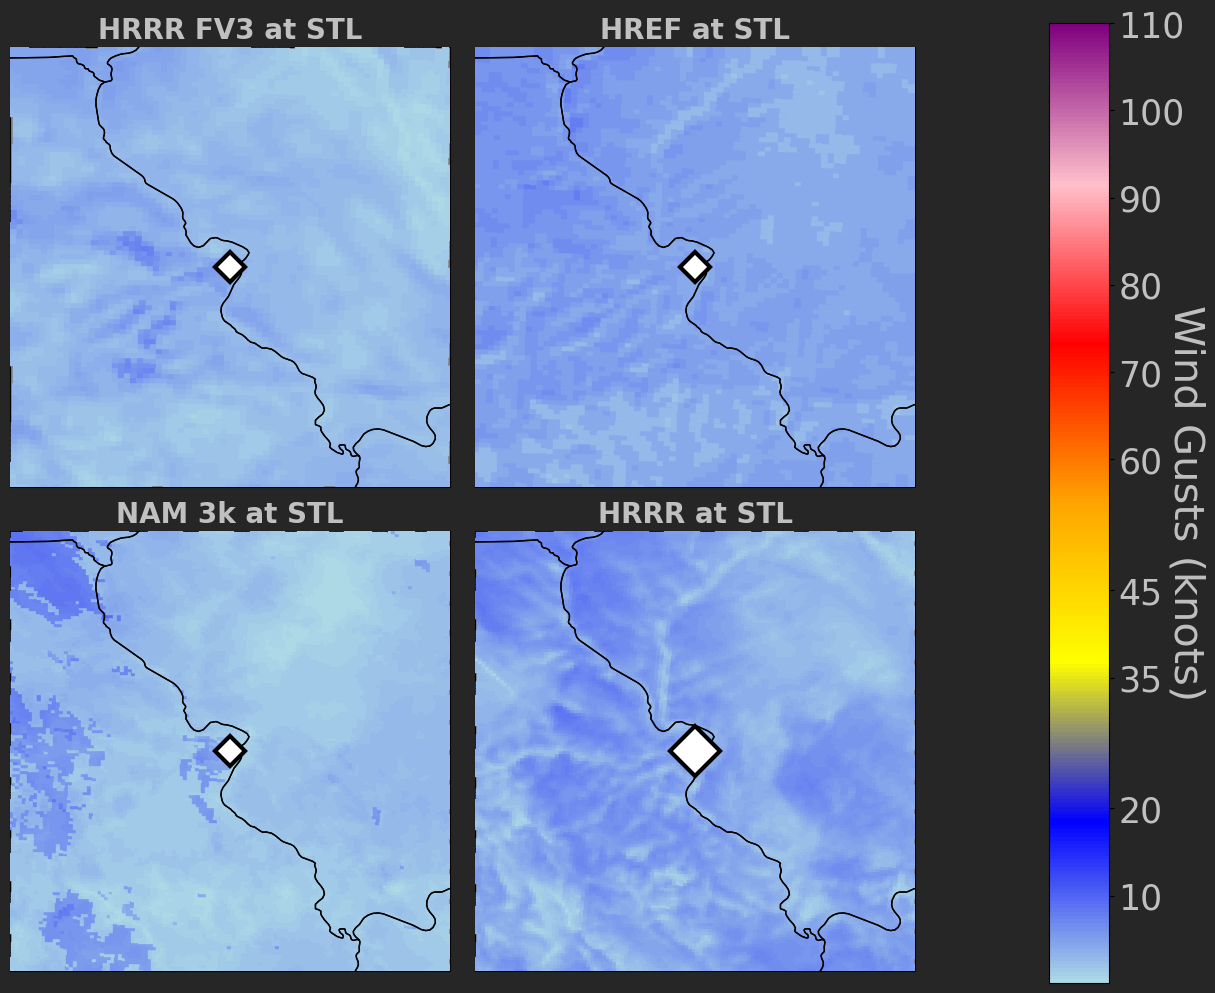 HRRR FV3 at STL
HREF at STL
NAM 3k at STL
HRRR at STL
110
100
90
80
70
60
45
35
20
10
Wind Gusts (knots)